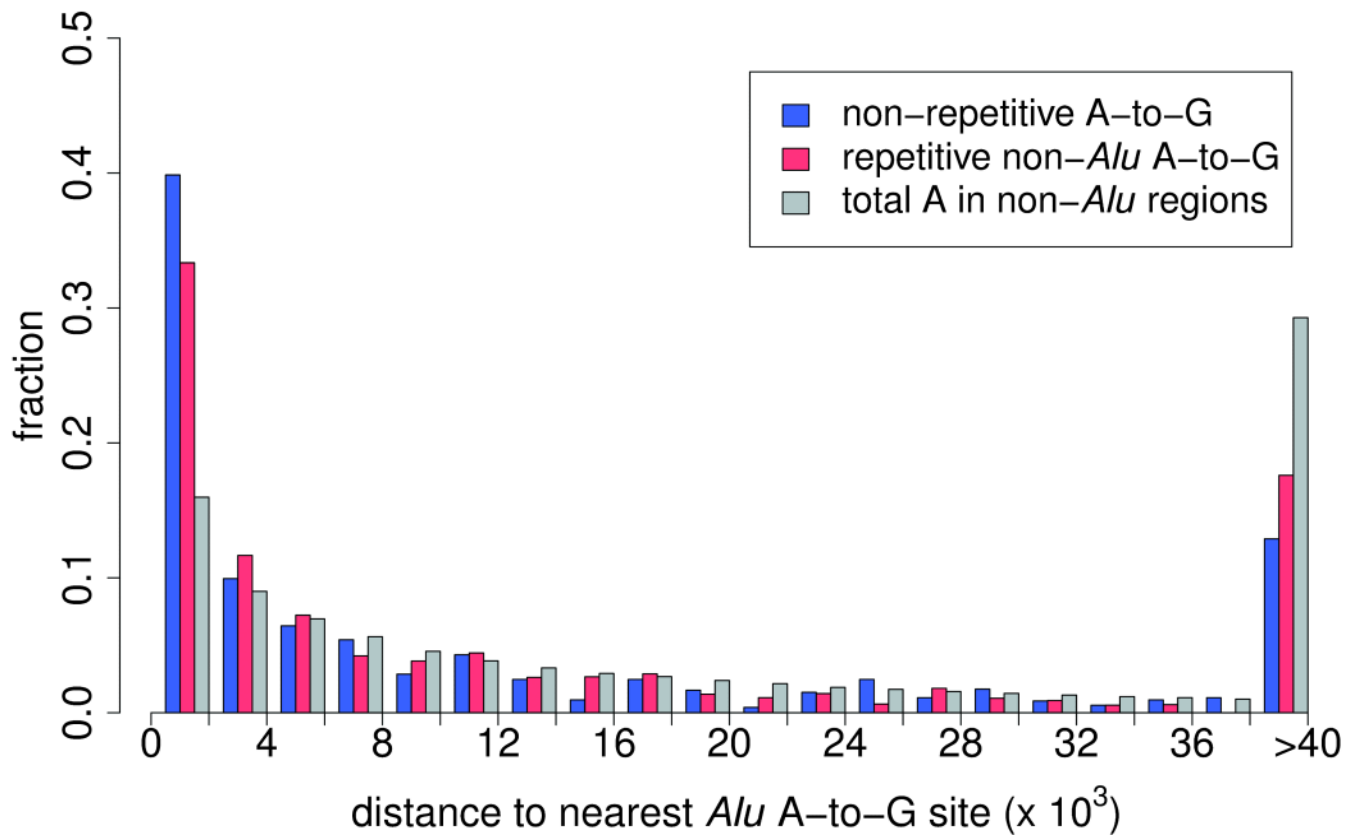 0.5
0.4
0.3
0.2
0.1
0.0
fraction
non−repetitive A−to−G
repetitive non−Alu A−to−G
total A in non−Alu regions
0 4 8 12 16 20 24 28 32 36 >40
distance to nearest Alu A−to−G site (x 10³)